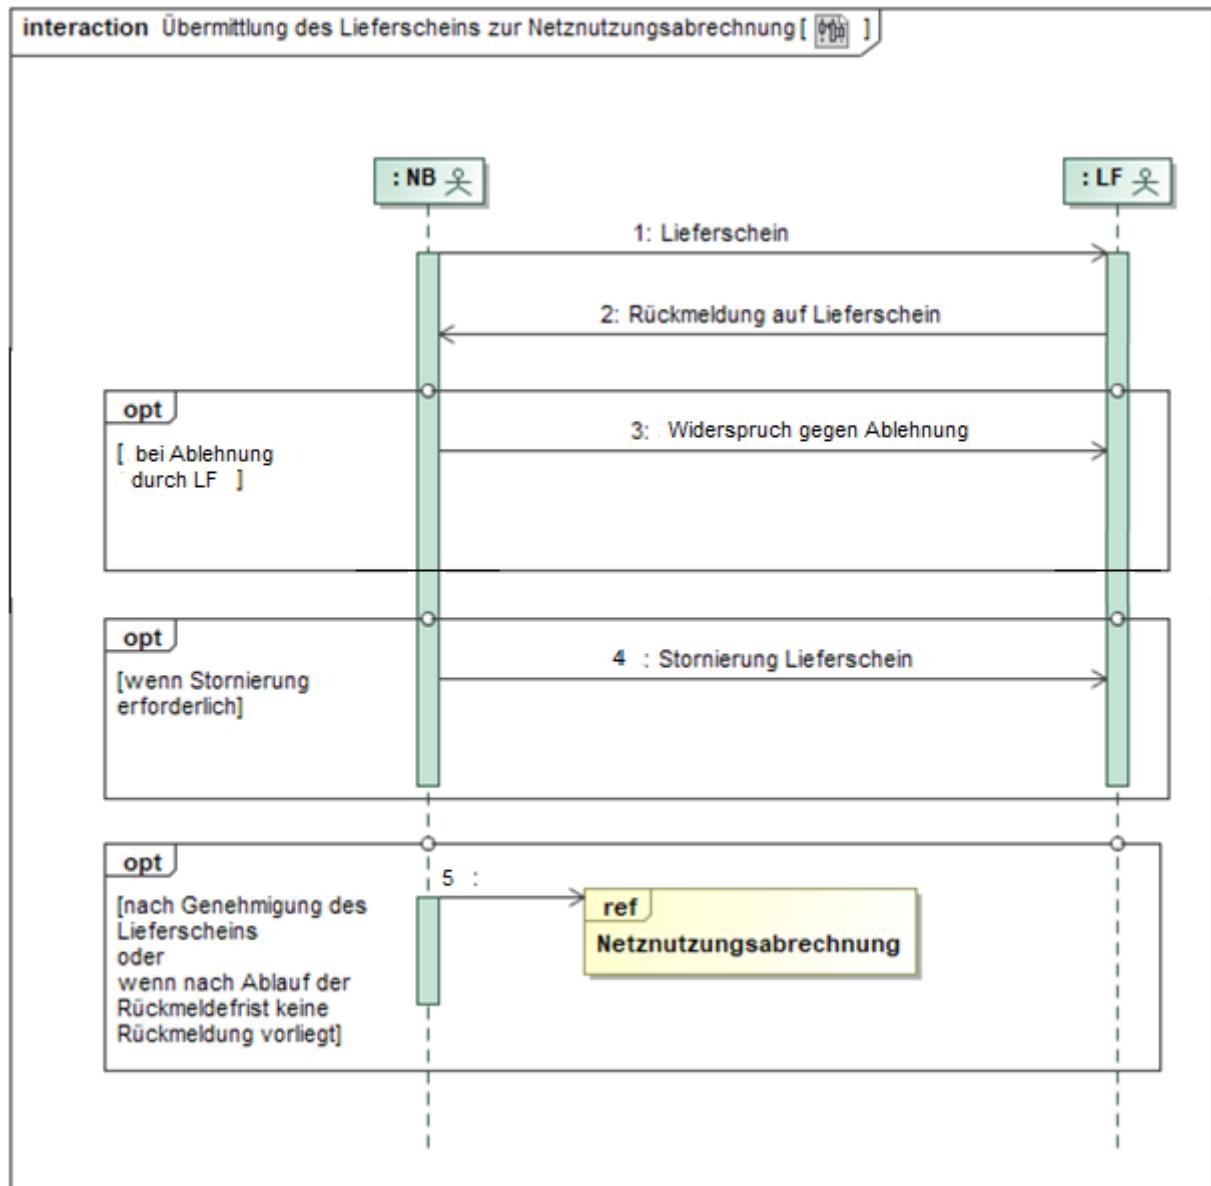 interaction Übermittlung des Lieferscheins zur Netznutzungsabrechnung[ ]
: NB
: LF
1: Lieferschein
2: Rückmeldung auf Lieferschein
opt
3: Widerspruch gegen Ablehnung
[ bei Ablehnung
durch LF ]
opt
4 : Stornierung Lieferschein
[wenn Stornierung
erforderlich]
opt
5 :
[nach Genehmigung des
Lieferscheins
oder
wenn nach Ablauf der
Rückmeldefrist keine
Rückmeldung vorliegt]
ref
Netznutzungsabrechnung